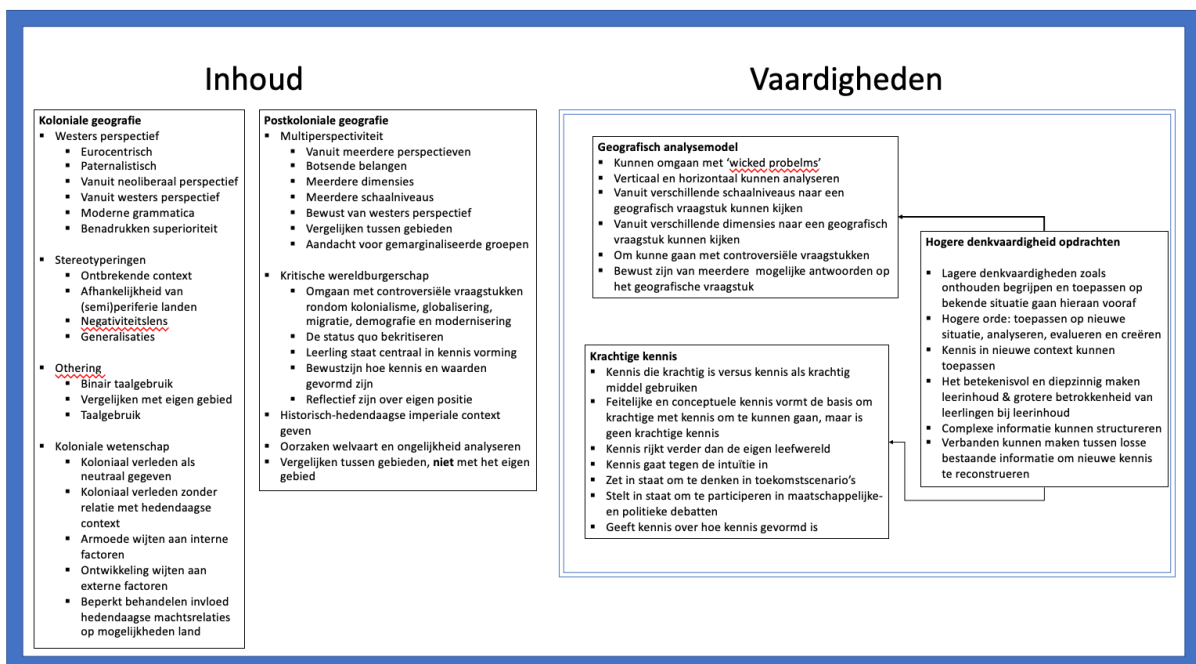 Inhoud
Koloniale geografie
▪ Westers perspectief
▪ Eurocentrisch
▪ Paternalistisch
▪ Vanuit neoliberaal perspectief
▪ Vanuit westers perspectief
▪ Moderne grammatica
▪ Benadrukken superioriteit
▪ Stereotyperingen
▪ Ontbrekende context
▪ Afhankelijkheid van
(semi)periferie landen
▪ Negativiteitslens
▪ Generalisaties
▪ Othering
▪ Binair taalgebruik
▪ Vergelijken met eigen gebied
▪ Taalgebruik
▪ Koloniale wetenschap
▪ Koloniaal verleden als
neutraal gegeven
▪ Koloniaal verleden zonder
relatie met hedendaagse
context
▪ Armoede wijten aan interne
factoren
▪ Ontwikkeling wijten aan
externe factoren
▪ Beperkt behandelen invloed
hedendaagse machtsrelaties
op mogelijkheden land
Postkoloniale geografie
▪ Multiperspectiviteit
▪ Vanuit meerdere perspectieven
▪ Botsende belangen
▪ Meerdere dimensies
▪ Meerdere schaalniveaus
▪ Bewust van westers perspectief
▪ Vergelijken tussen gebieden
▪ Aandacht voor gemarginaliseerde groepen
▪ Kritische wereldburgerschap
▪ Omgaan met controversiële vraagstukken
rondom kolonialisme, globalisering,
migratie, demografie en modernisering
▪ De status quo bekritiseren
▪ Leerling staat centraal in kennis vorming
▪ Bewustzijn hoe kennis en waarden
gevormd zijn
▪ Reflectief zijn over eigen positie
▪ Historisch-hedendaagse imperiale context
geven
▪ Oorzaken welvaart en ongelijkheid analyseren
▪ Vergelijken tussen gebieden, niet met het eigen
gebied
Vaardigheden
Geografisch analysemodel
▪ Kunnen omgaan met ‘wicked probelms’
▪ Verticaal en horizontaal kunnen analyseren
▪ Vanuit verschillende schaalniveaus naar een
geografisch vraagstuk kunnen kijken
▪ Vanuit verschillende dimensies naar een geografisch
vraagstuk kunnen kijken
▪ Om kunne gaan met controversiële vraagstukken
▪ Bewust zijn van meerdere mogelijke antwoorden op
het geografische vraagstuk
Krachtige kennis
▪ Kennis die krachtig is versus kennis als krachtig
middel gebruiken
▪ Feitelijke en conceptuele kennis vormt de basis om
krachtige met kennis om te kunnen gaan, maar is
geen krachtige kennis
▪ Kennis rijkt verder dan de eigen leefwereld
▪ Kennis gaat tegen de intuïtie in
▪ Zet in staat om te denken in toekomstscenario’s
▪ Stelt in staat om te participeren in maatschappelijke-
en politieke debatten
▪ Geeft kennis over hoe kennis gevormd is
Hogere denkvaardigheid opdrachten
▪ Lagere denkvaardigheden zoals
onthouden begrijpen en toepassen op
bekende situatie gaan hieraan vooraf
▪ Hogere orde: toepassen op nieuwe
situatie, analyseren, evalueren en creëren
▪ Kennis in nieuwe context kunnen
toepassen
▪ Het betekenisvol en diepzinnig maken
leerinhoud & grotere betrokkenheid van
leerlingen bij leerinhoud
▪ Complexe informatie kunnen structureren
▪ Verbanden kunnen maken tussen losse
bestaande informatie om nieuwe kennis
te reconstrueren